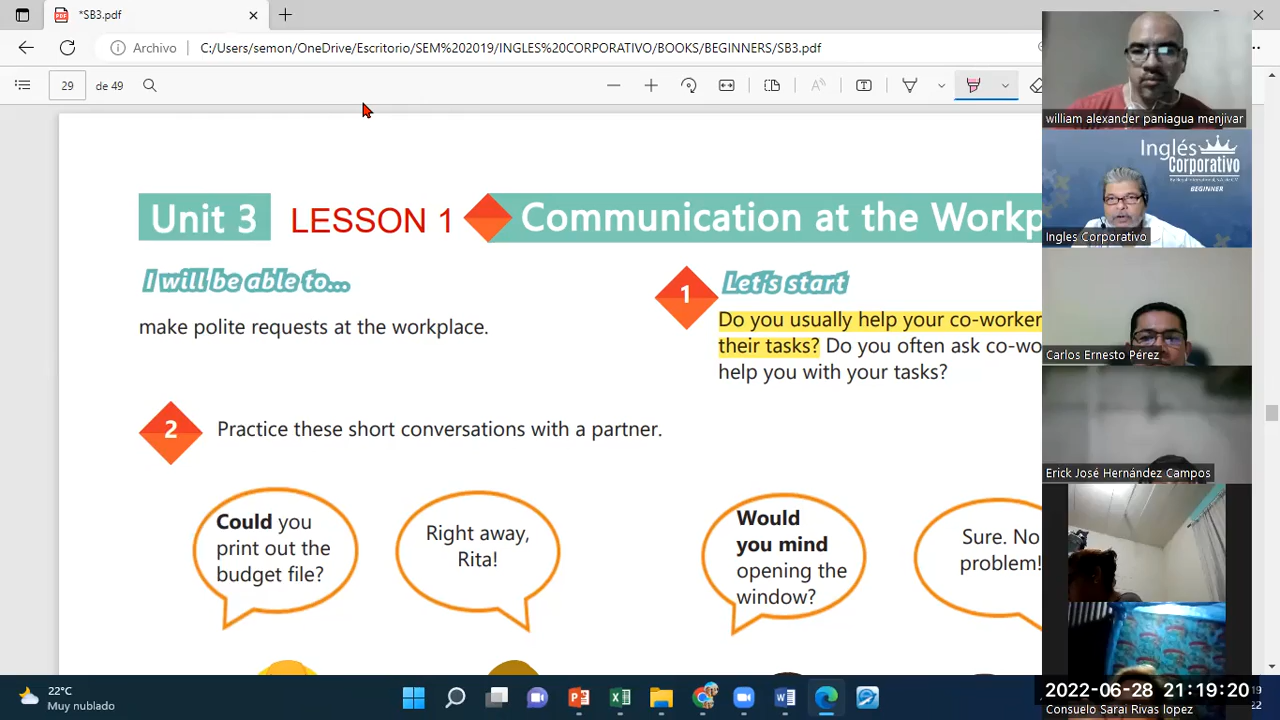 *SB3.pdf
Archivo
C:/Users/semon/OneDrive/Escritorio/SEM%202019/INGLES%20CORPORATIVO/BOOKS/BEGINNERS/SB3.pdf
29 de 49
Unit 3 LESSON 1 Communication at the Workp
I will be able to...
make polite requests at the workplace.
1 Let's start
Do you usually help your co-worker
their tasks? Do you often ask co-wo
help you with your tasks?
2 Practice these short conversations with a partner.
Could you
print out the
budget file?
Right away,
Rita!
Would
you mind
opening the
window?
Sure. No
problem!
22°C
Muy nublado
william alexander paniagua menjivar
Inglés
Corporativo
BEGINNER
Ingles Corporativo
Carlos Ernesto Pérez
Erick José Hernández Campos
2022-06-28 21:19:20
Consuelo Sarai Rivas lopez